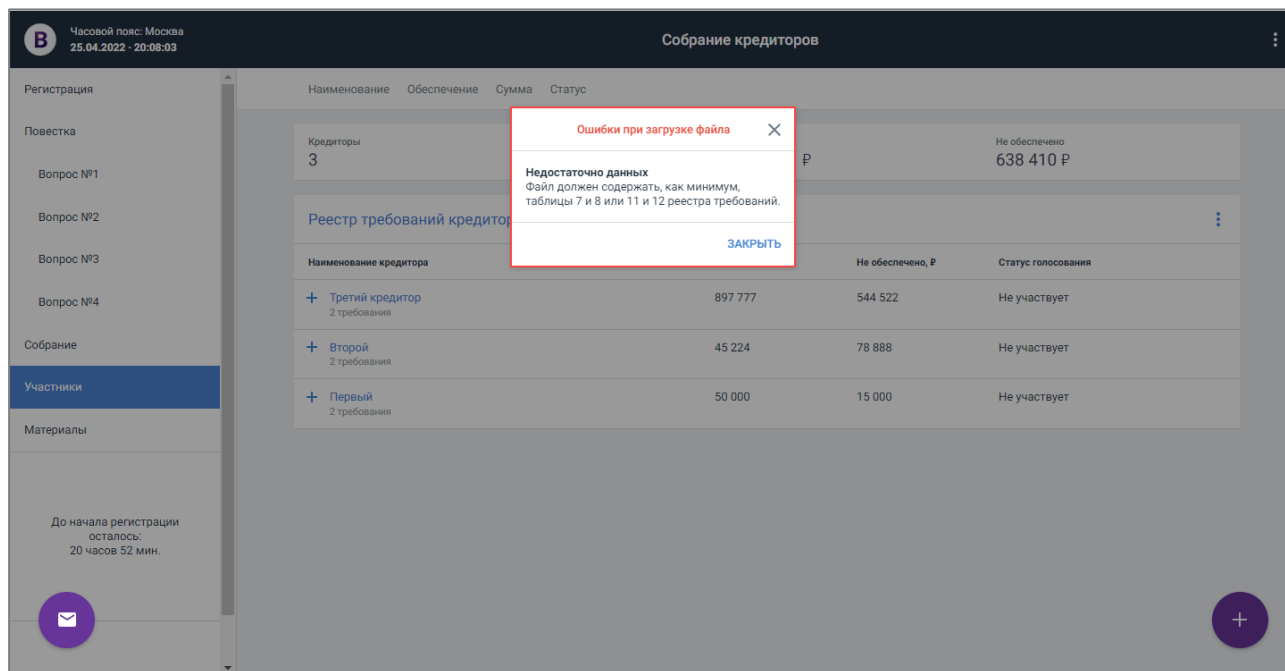 B
Часовой пояс: Москва
25.04.2022 - 20:08:03
Собрание кредиторов
Регистрация
Повестка
Вопрос №1
Вопрос №2
Вопрос №3
Вопрос №4
Собрание
Участники
Материалы
До начала регистрации
осталось:
20 часов 52 мин.
Наименование Обеспечение Сумма Статус
Кредиторы
3
₽
Не обеспечено
638 410 ₽
Ошибки при загрузке файла
Недостаточно данных
Файл должен содержать, как минимум,
таблицы 7 и 8 или 11 и 12 реестра требований.
ЗАКРЫТЬ
Реестр требований кредитор
Наименование кредитора Не обеспечено, ₽ Статус голосования
Третий кредитор 897 777 544 522 Не участвует
2 требования
Второй 45 224 78 888 Не участвует
2 требования
Первый 50 000 15 000 Не участвует
2 требования